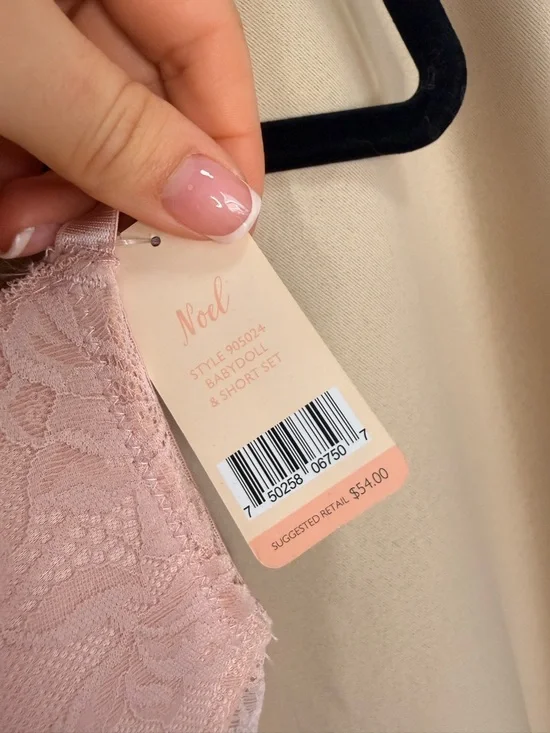 Noel
STYLE 905024
BABYDOLL
& SHORT SET
7 50258 06750 7
SUGGESTED RETAIL $54.00